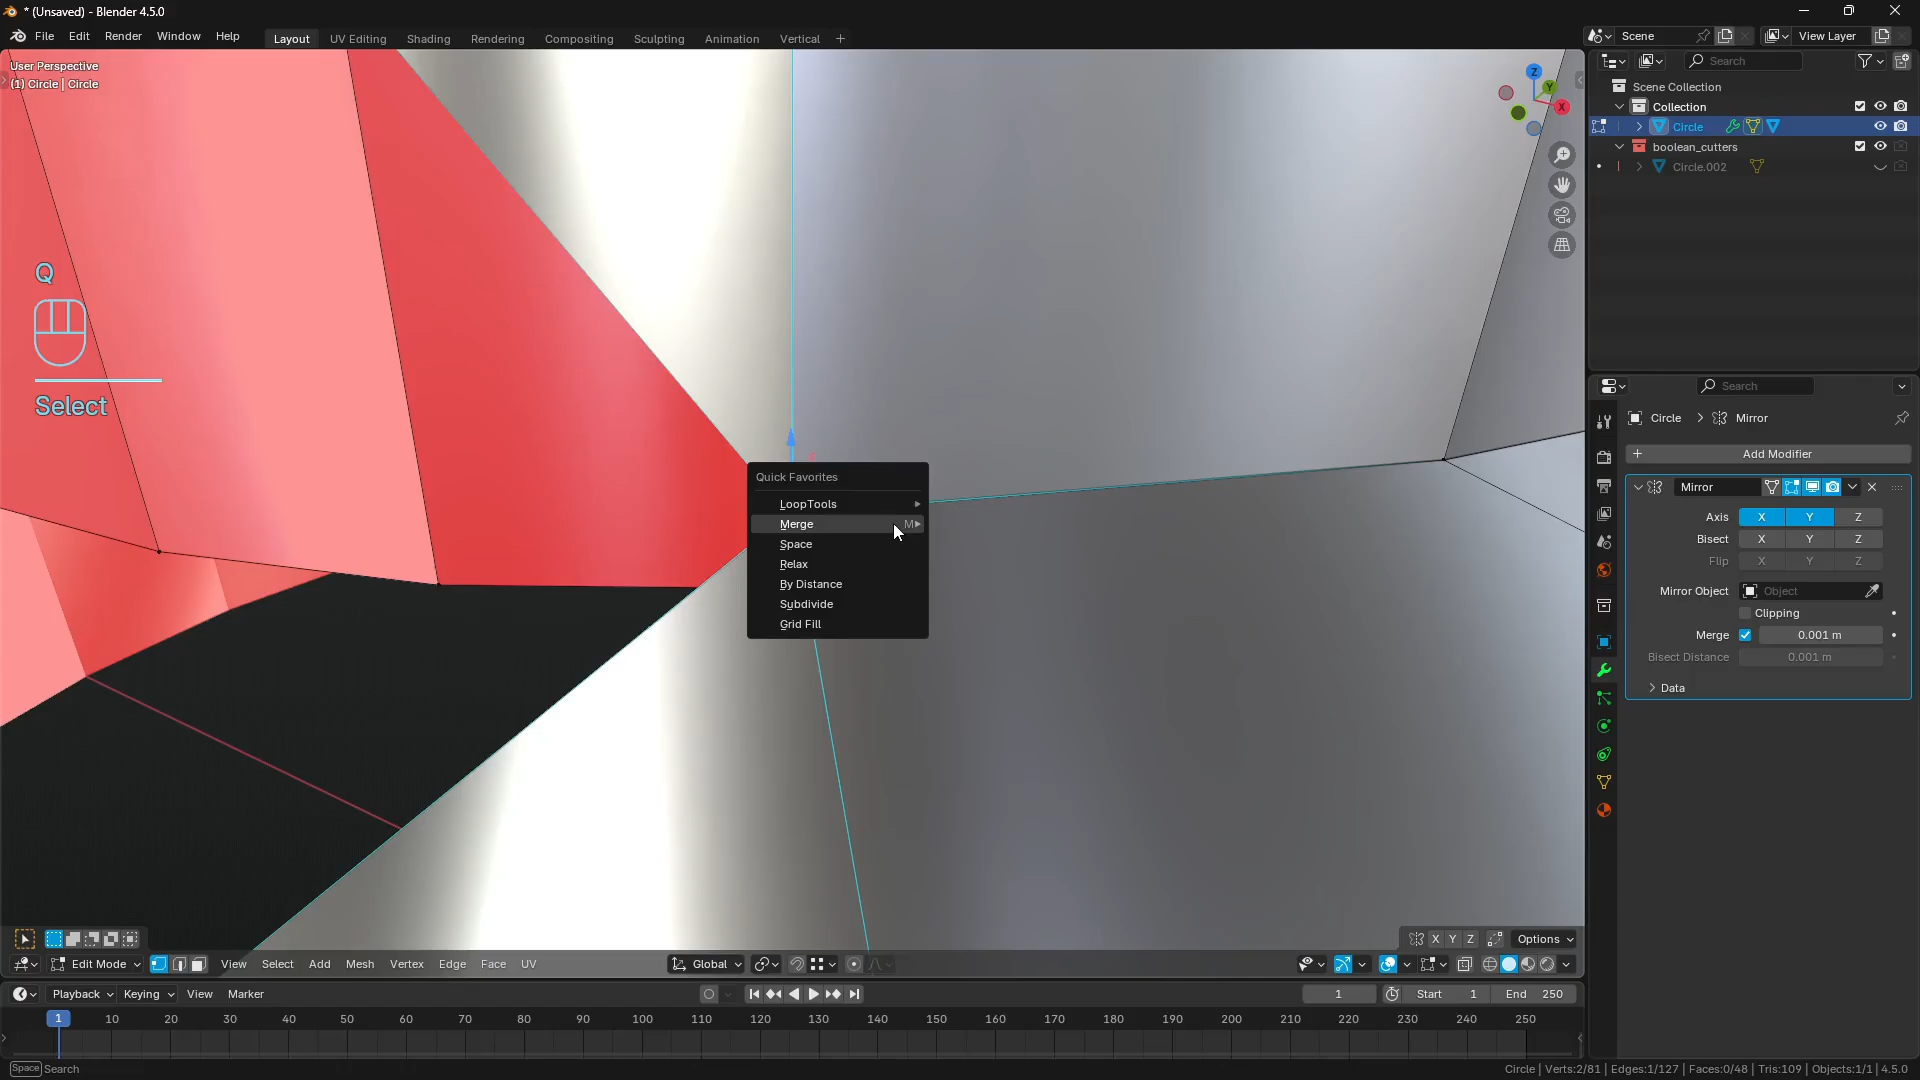 * (Unsaved) - Blender 4.5.0
File Edit Render Window Help
Layout UV Editing Shading Rendering Compositing Sculpting Animation Vertical +
Scene
View Layer
User Perspective
(1) Circle | Circle
Z
Y
X
Search
Scene Collection
Collection
Circle
boolean_cutters
Circle.002
Q
Select
Quick Favorites
LoopTools
Merge M
Space
Relax
By Distance
Subdivide
Grid Fill
Search
Circle > Mirror
+ Add Modifier
Mirror
Axis X Y Z
Bisect X Y Z
Flip X Y Z
Mirror Object Object
Clipping
Merge 0.001 m
Bisect Distance 0.001 m
> Data
X Y Z Options
Edit Mode View Select Add Mesh Vertex Edge Face UV
Global
Playback Keying View Marker
1 Start 1 End 250
1 10 20 30 40 50 60 70 80 90 100 110 120 130 140 150 160 170 180 190 200 210 220 230 240 250
Space Search
Circle | Verts:2/81 | Edges:1/127 | Faces:0/48 | Tris:109 | Objects:1/1 | 4.5.0